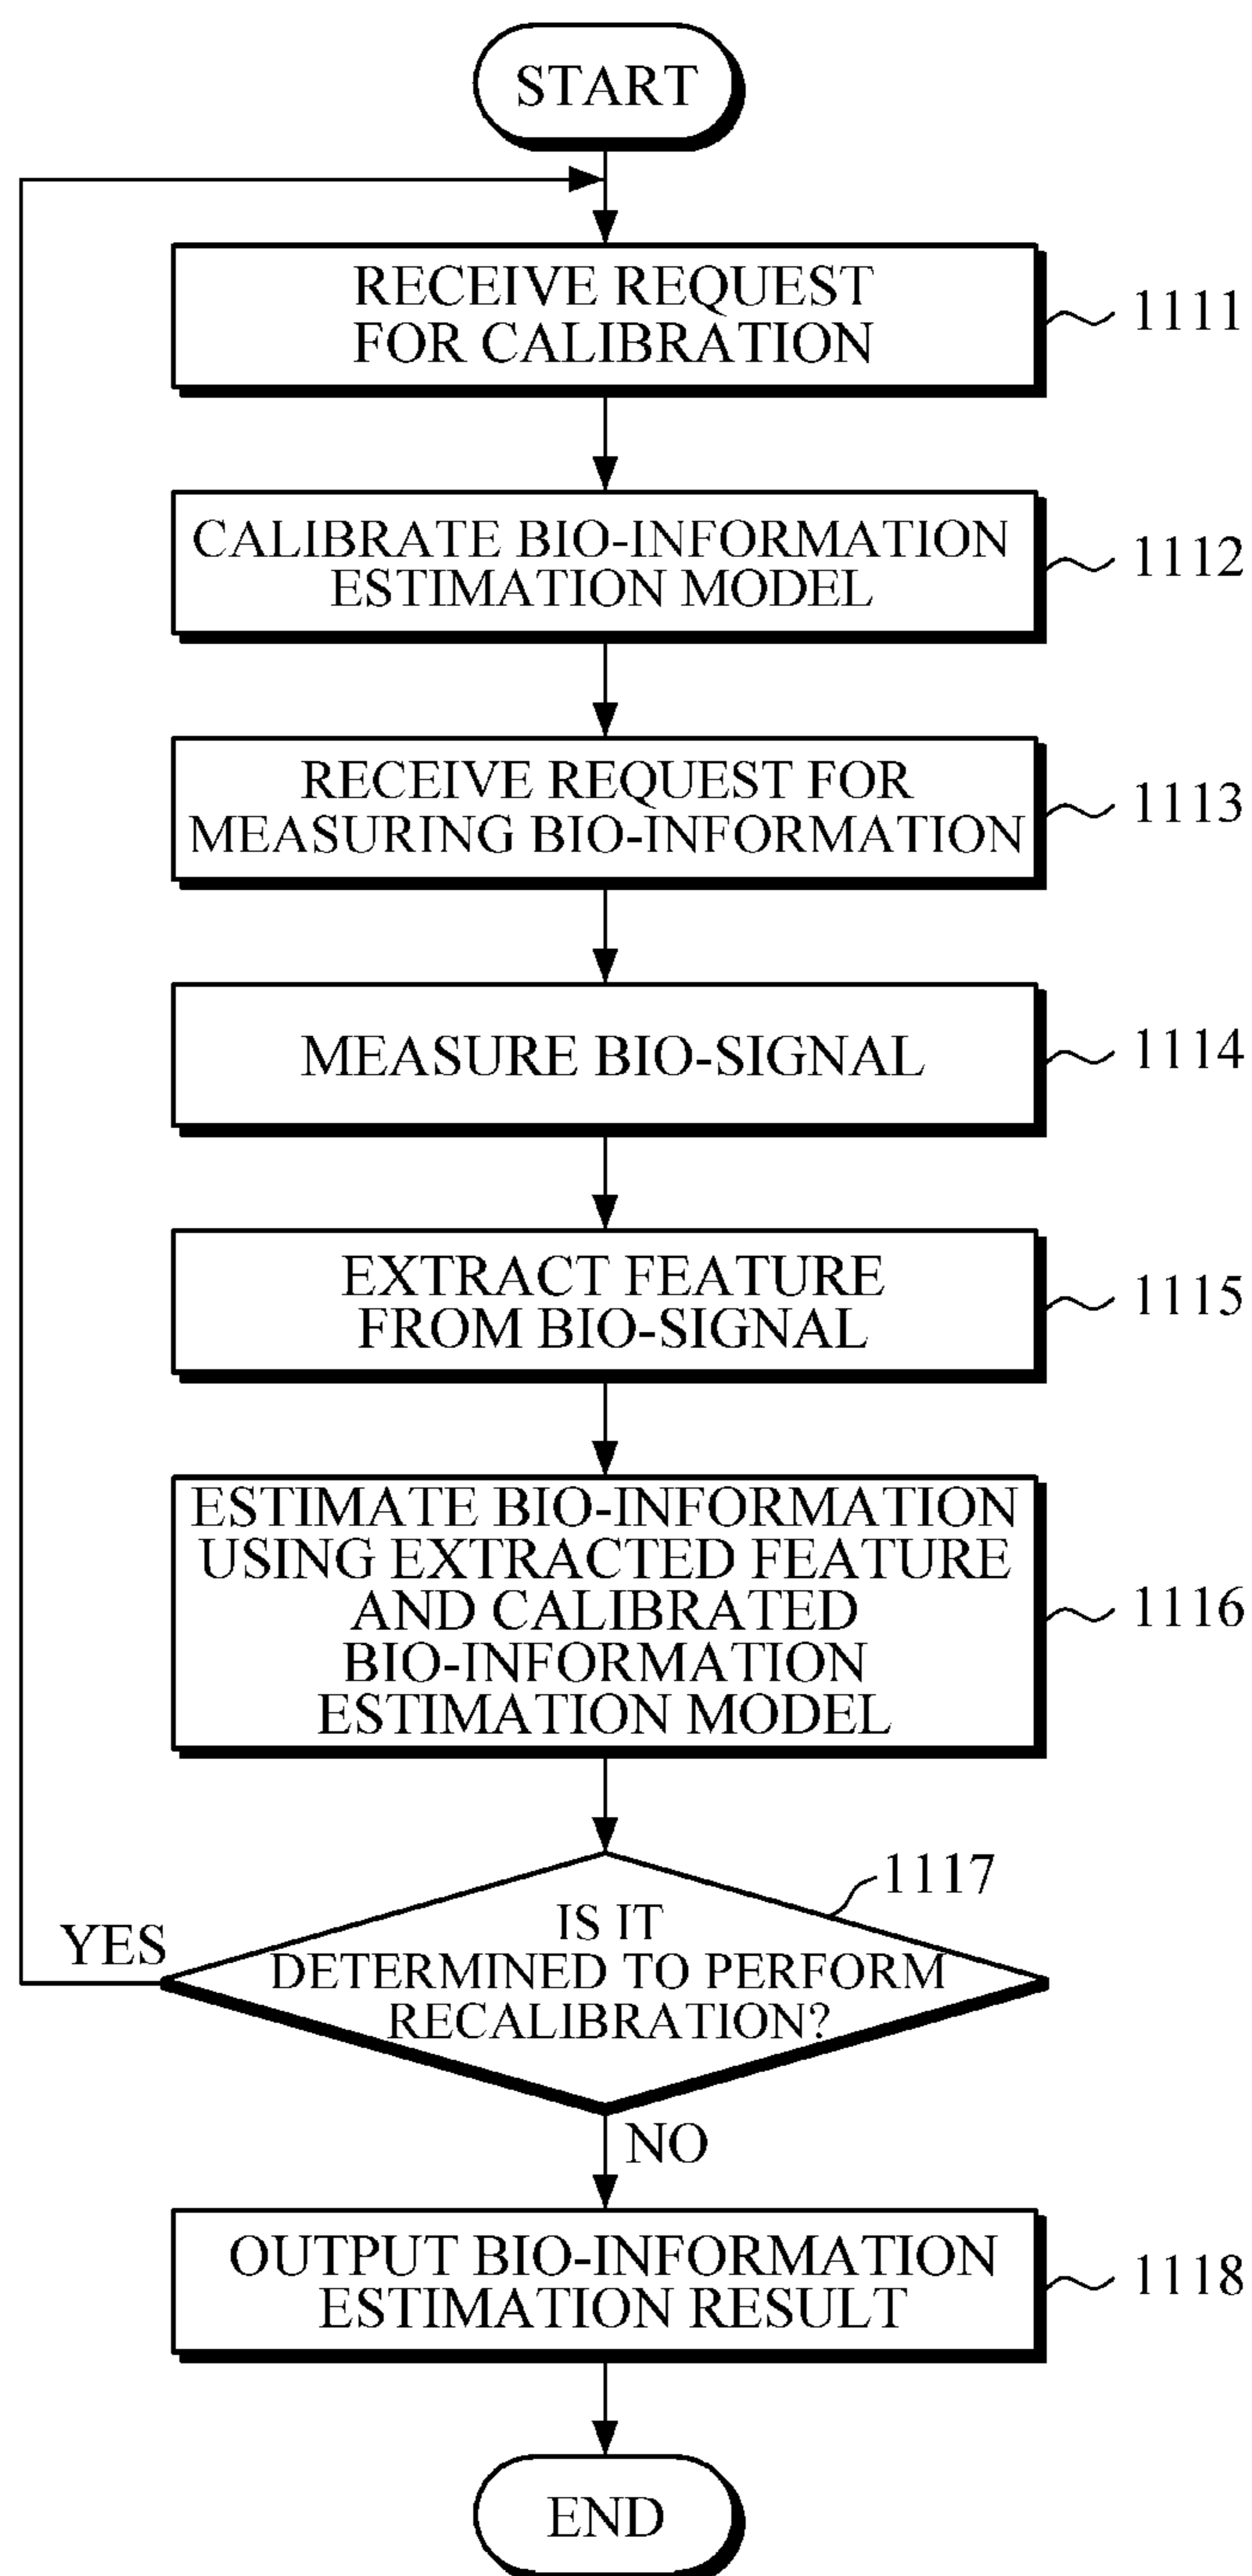 START
RECEIVE REQUEST
FOR CALIBRATION
1111
CALIBRATE BIO-INFORMATION
ESTIMATION MODEL
1112
RECEIVE REQUEST FOR
MEASURING BIO-INFORMATION
1113
MEASURE BIO-SIGNAL
1114
EXTRACT FEATURE
FROM BIO-SIGNAL
1115
ESTIMATE BIO-INFORMATION
USING EXTRACTED FEATURE
AND CALIBRATED
BIO-INFORMATION
ESTIMATION MODEL
1116
1117
IS IT
DETERMINED TO PERFORM
RECALIBRATION?
YES
NO
OUTPUT BIO-INFORMATION
ESTIMATION RESULT
1118
END